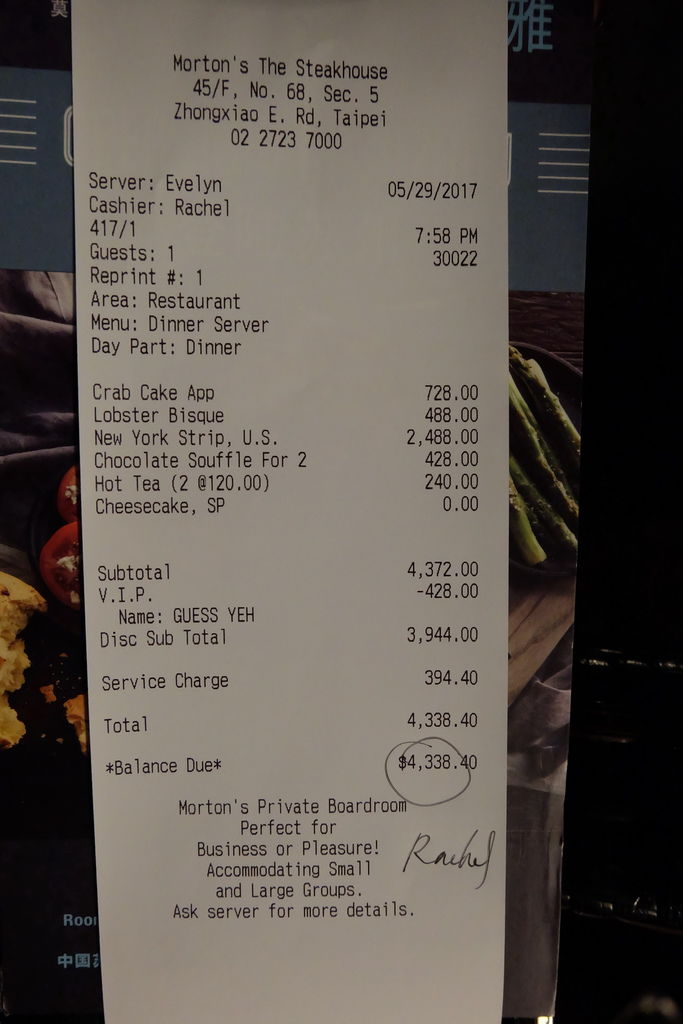 莫
雅
Morton's The Steakhouse
45/F, No. 68, Sec. 5
Zhongxiao E. Rd, Taipei
02 2723 7000
Server: Evelyn 05/29/2017
Cashier: Rachel
417/1 7:58 PM
Guests: 1 30022
Reprint #: 1
Area: Restaurant
Menu: Dinner Server
Day Part: Dinner
Crab Cake App 728.00
Lobster Bisque 488.00
New York Strip, U.S. 2,488.00
Chocolate Souffle For 2 428.00
Hot Tea (2 @120.00) 240.00
Cheesecake, SP 0.00
Subtotal 4,372.00
V.I.P. -428.00
Name: GUESS YEH
Disc Sub Total 3,944.00
Service Charge 394.40
Total 4,338.40
*Balance Due* $4,338.40
Morton's Private Boardroom
Perfect for
Business or Pleasure!
Accommodating Small
and Large Groups.
Ask server for more details.
Rachel
Roo
中国